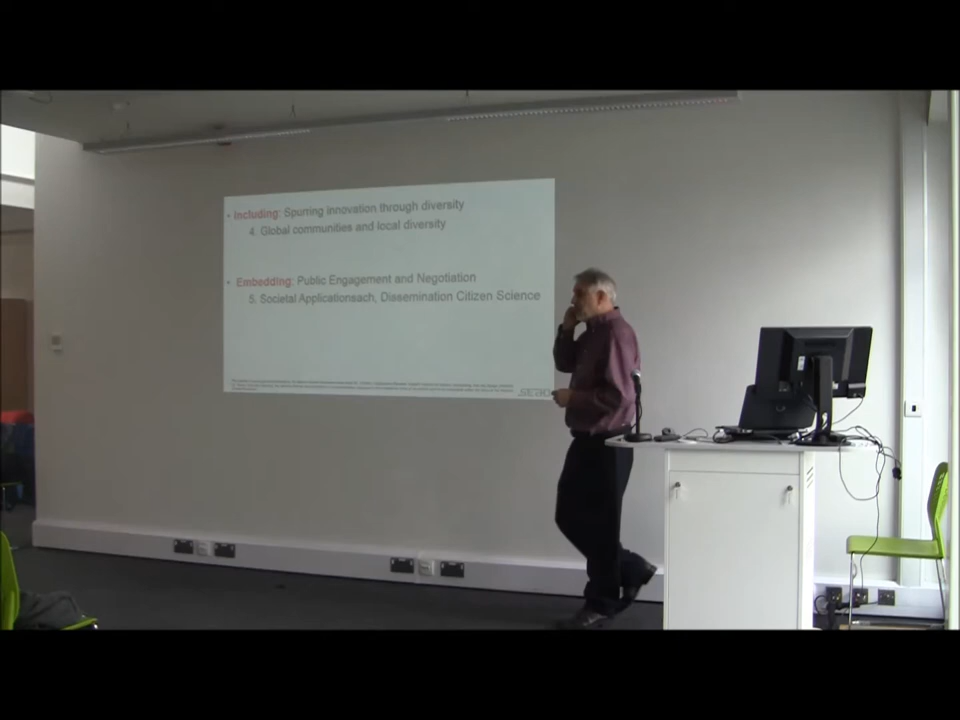 • Including: Spurring innovation through diversity
4. Global communities and local diversity
• Embedding: Public Engagement and Negotiation
5. Societal Applicationsach, Dissemination Citizen Science